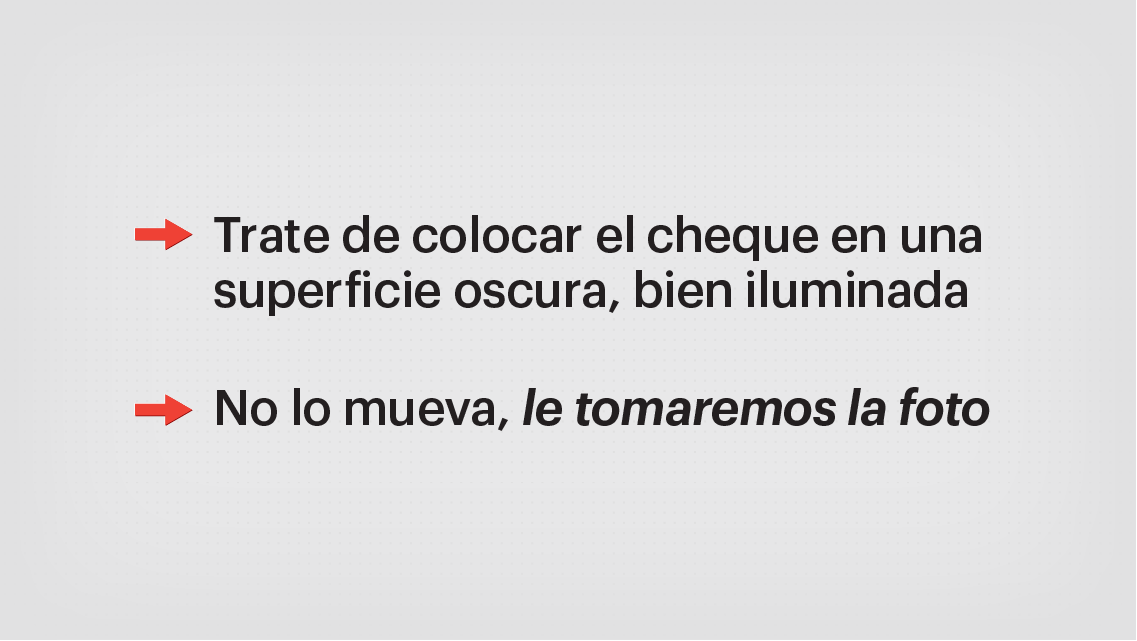 Trate de colocar el cheque en una
superficie oscura, bien iluminada
No lo mueva, le tomaremos la foto